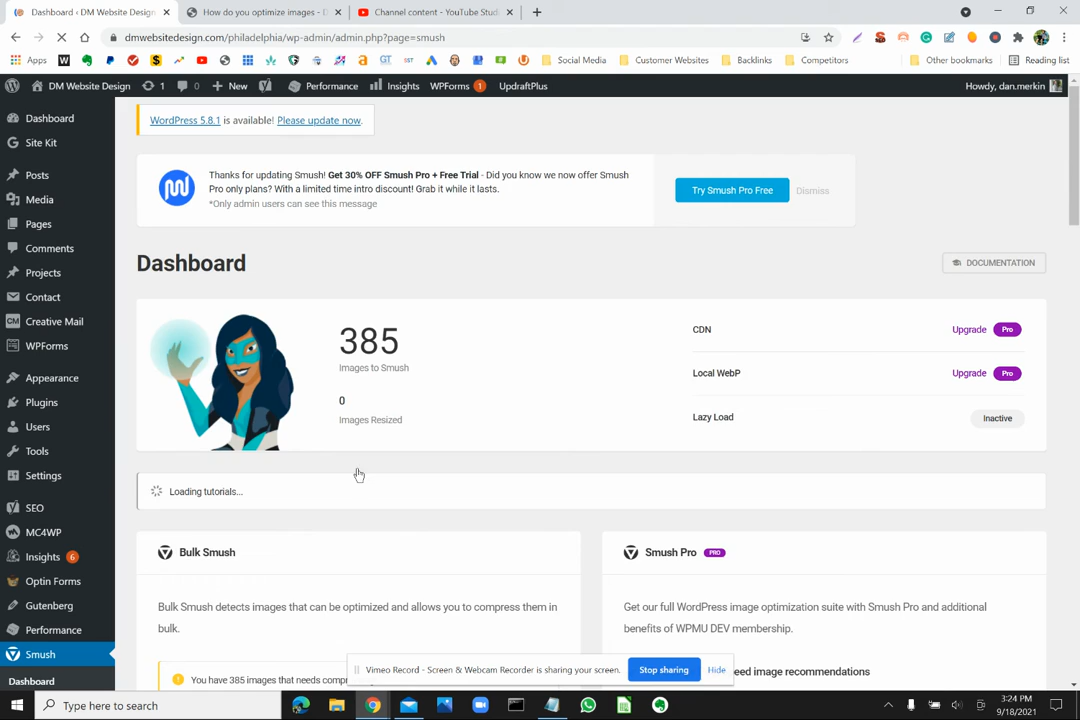 Dashboard ‹ DM Website Design
How do you optimize images - D
Channel content - YouTube Stud
dmwebsitedesign.com/philadelphia/wp-admin/admin.php?page=smush
Apps
Social Media
Customer Websites
Backlinks
Competitors
Other bookmarks
Reading list
DM Website Design
1
0
New
Performance
Insights
WPForms 1
UpdraftPlus
Howdy, dan.merkin
Dashboard
Site Kit
Posts
Media
Pages
Comments
Projects
Contact
CM Creative Mail
WPForms
Appearance
Plugins
Users
Tools
Settings
SEO
MC4WP
Insights 6
Optin Forms
Gutenberg
Performance
Smush
Dashboard
WordPress 5.8.1 is available! Please update now.
Thanks for updating Smush! Get 30% OFF Smush Pro + Free Trial - Did you know we now offer Smush
Pro only plans? With a limited time intro discount! Grab it while it lasts.
*Only admin users can see this message
Try Smush Pro Free
Dismiss
Dashboard
DOCUMENTATION
385
Images to Smush
0
Images Resized
CDN
Upgrade Pro
Local WebP
Upgrade Pro
Lazy Load
Inactive
Loading tutorials...
Bulk Smush
Bulk Smush detects images that can be optimized and allows you to compress them in
bulk.
You have 385 images that needs compr
Smush Pro PRO
Get our full WordPress image optimization suite with Smush Pro and additional
benefits of WPMU DEV membership.
eed image recommendations
Vimeo Record - Screen & Webcam Recorder is sharing your screen.
Stop sharing
Hide
Type here to search
3:24 PM
9/18/2021